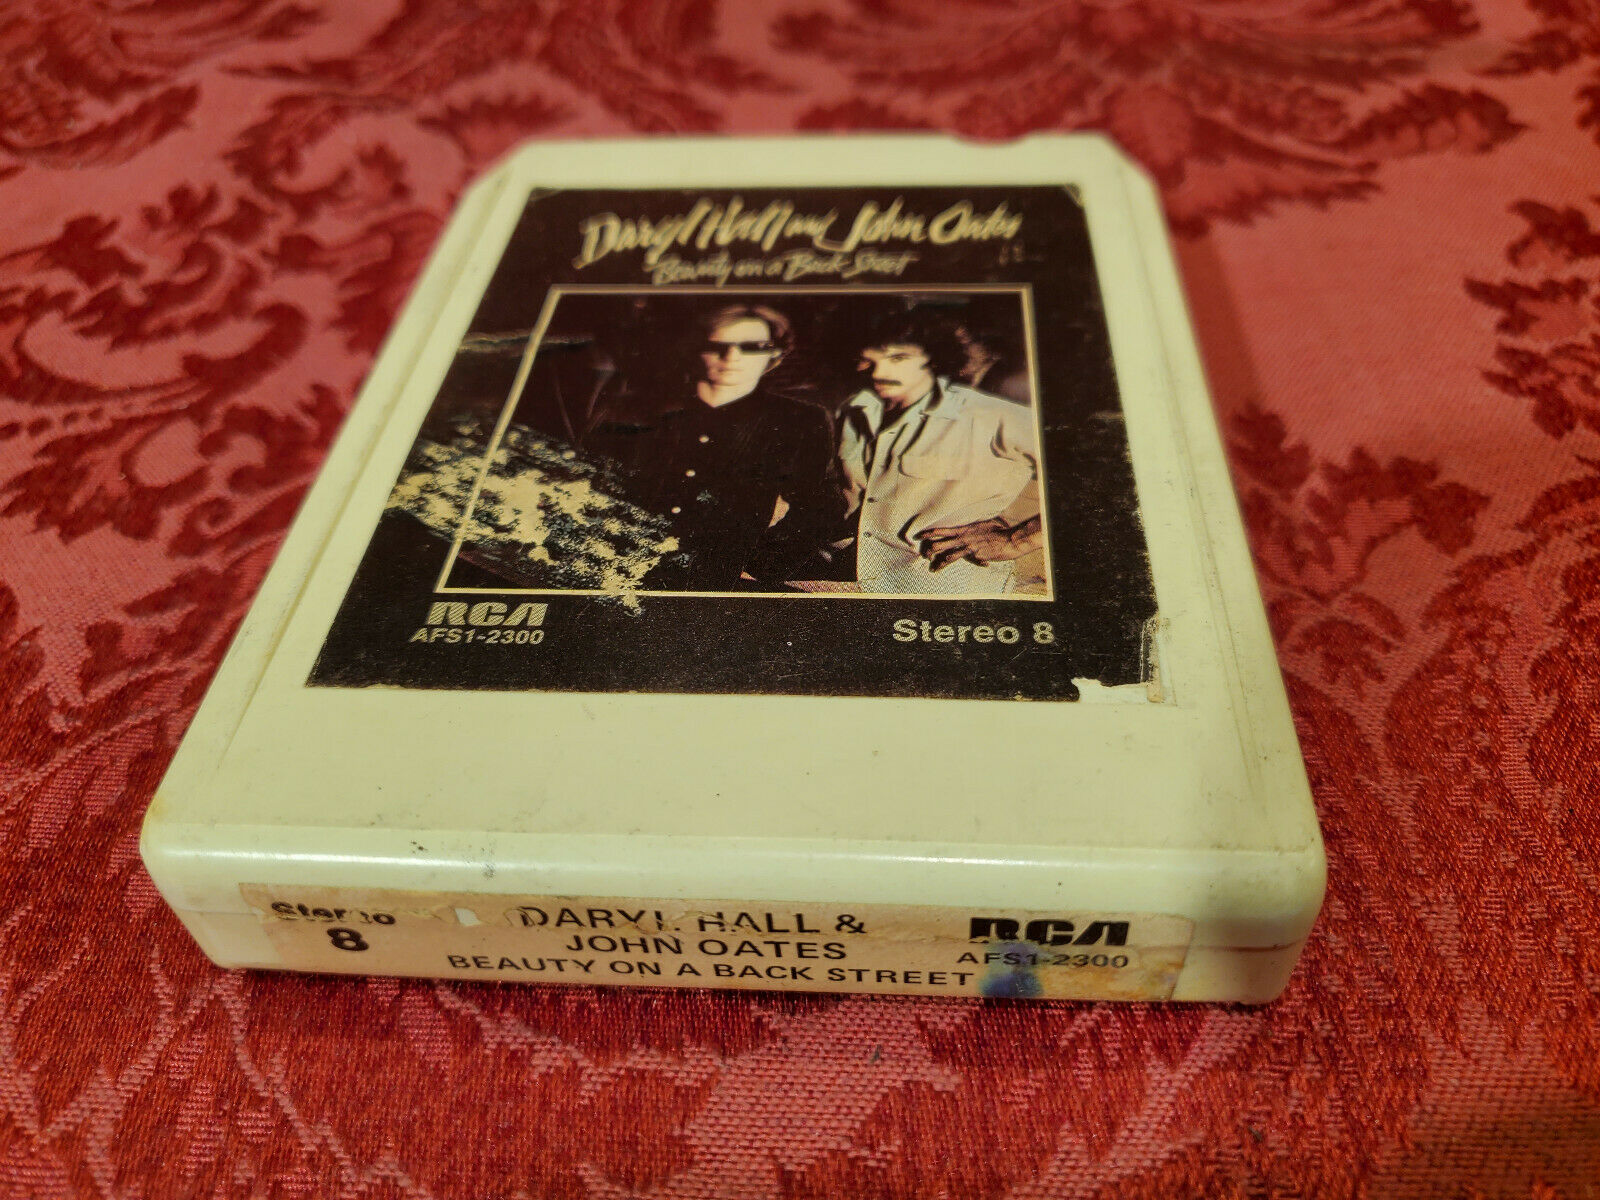 Daryl Hall and John Oates
Beauty on a Back Street
RCA
AFS1-2300
Stereo 8
Stereo
8
DARYL HALL &
JOHN OATES
BEAUTY ON A BACK STREET
RCA
AFS1-2300